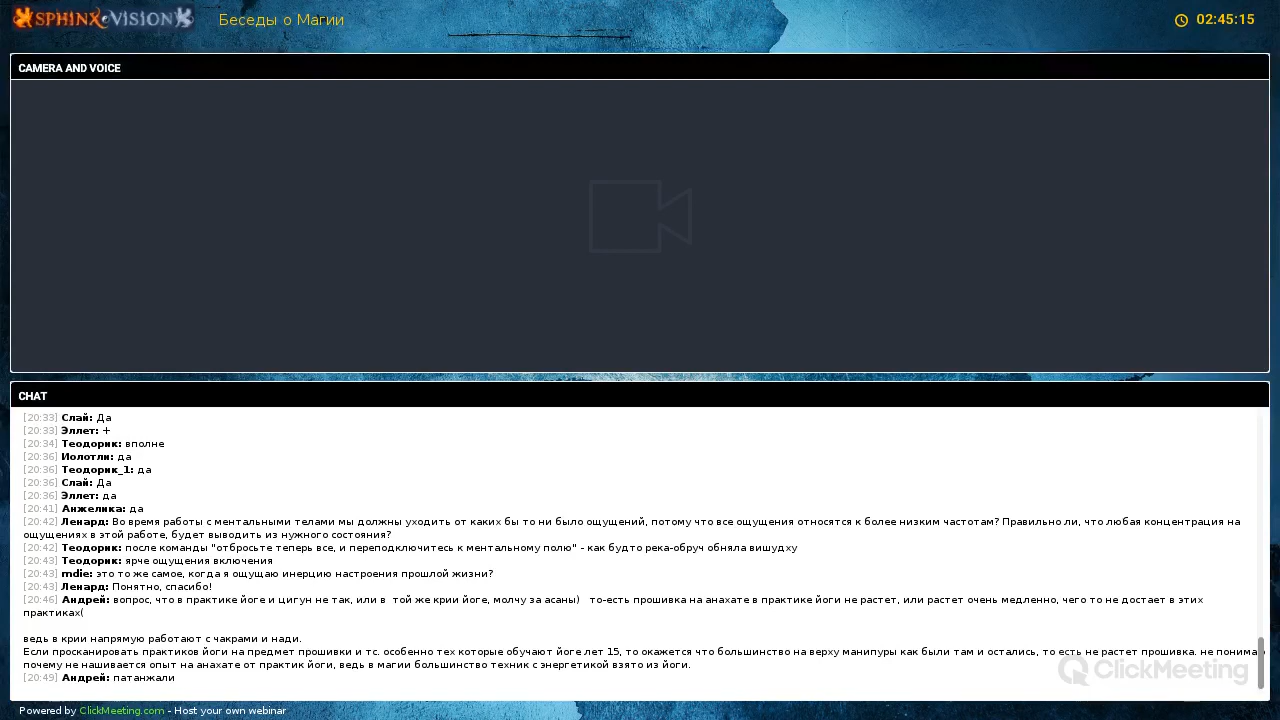 SPHINX VISION Беседы о Магии 02:45:15
CAMERA AND VOICE
CHAT
[20:33] Слай: Да
[20:33] Эллет: +
[20:34] Теодорик: вполне
[20:36] Иолотли: да
[20:36] Теодорик_1: да
[20:36] Слай: Да
[20:36] Эллет: да
[20:41] Анжелика: да
[20:42] Ленард: Во время работы с ментальными телами мы должны уходить от каких бы то ни было ощущений, потому что все ощущения относятся к более низким частотам? Правильно ли, что любая концентрация на
ощущениях в этой работе, будет выводить из нужного состояния?
[20:42] Теодорик: после команды "отбросьте теперь все, и переподключитесь к ментальному полю" - как будто река-обруч обняла вишудху
[20:43] Теодорик: ярче ощущения включения
[20:43] mdie: это то же самое, когда я ощущаю инерцию настроения прошлой жизни?
[20:43] Ленард: Понятно, спасибо!
[20:46] Андрей: вопрос, что в практике йоге и цигун не так, или в той же крии йоге, молчу за асаны) то-есть прошивка на анахате в практике йоги не растет, или растет очень медленно, чего то не достает в этих
практиках(
ведь в крии напрямую работают с чакрами и нади.
Если просканировать практиков йоги на предмет прошивки и тс. особенно тех которые обучают йоге лет 15, то окажется что большинство на верху манипуры как были там и остались, то есть не растет прошивка. не понимаю
почему не нашивается опыт на анахате от практик йоги, ведь в магии большинство техник с энергетикой взято из йоги.
[20:49] Андрей: патанжали
ClickMeeting
Powered by ClickMeeting.com - Host your own webinar